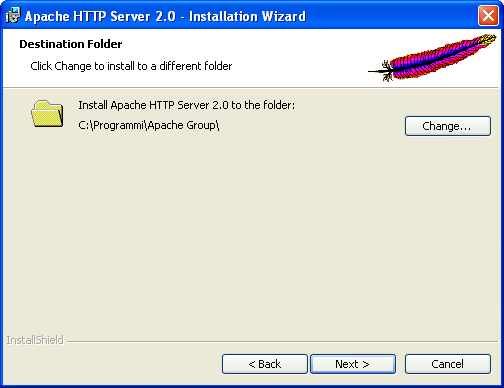 Apache HTTP Server 2.0 - Installation Wizard
Destination Folder
Click Change to install to a different folder
Install Apache HTTP Server 2.0 to the folder:
C:\Programmi\Apache Group\
Change...
InstallShield
< Back
Next >
Cancel